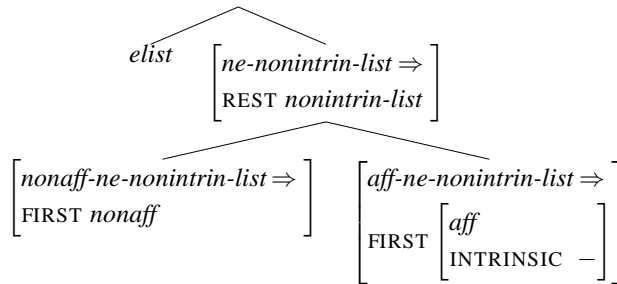 elist
ne-nonintrin-list ⇒
REST nonintrin-list
nonaff-ne-nonintrin-list ⇒
FIRST nonaff
aff-ne-nonintrin-list ⇒
FIRST
aff
INTRINSIC −